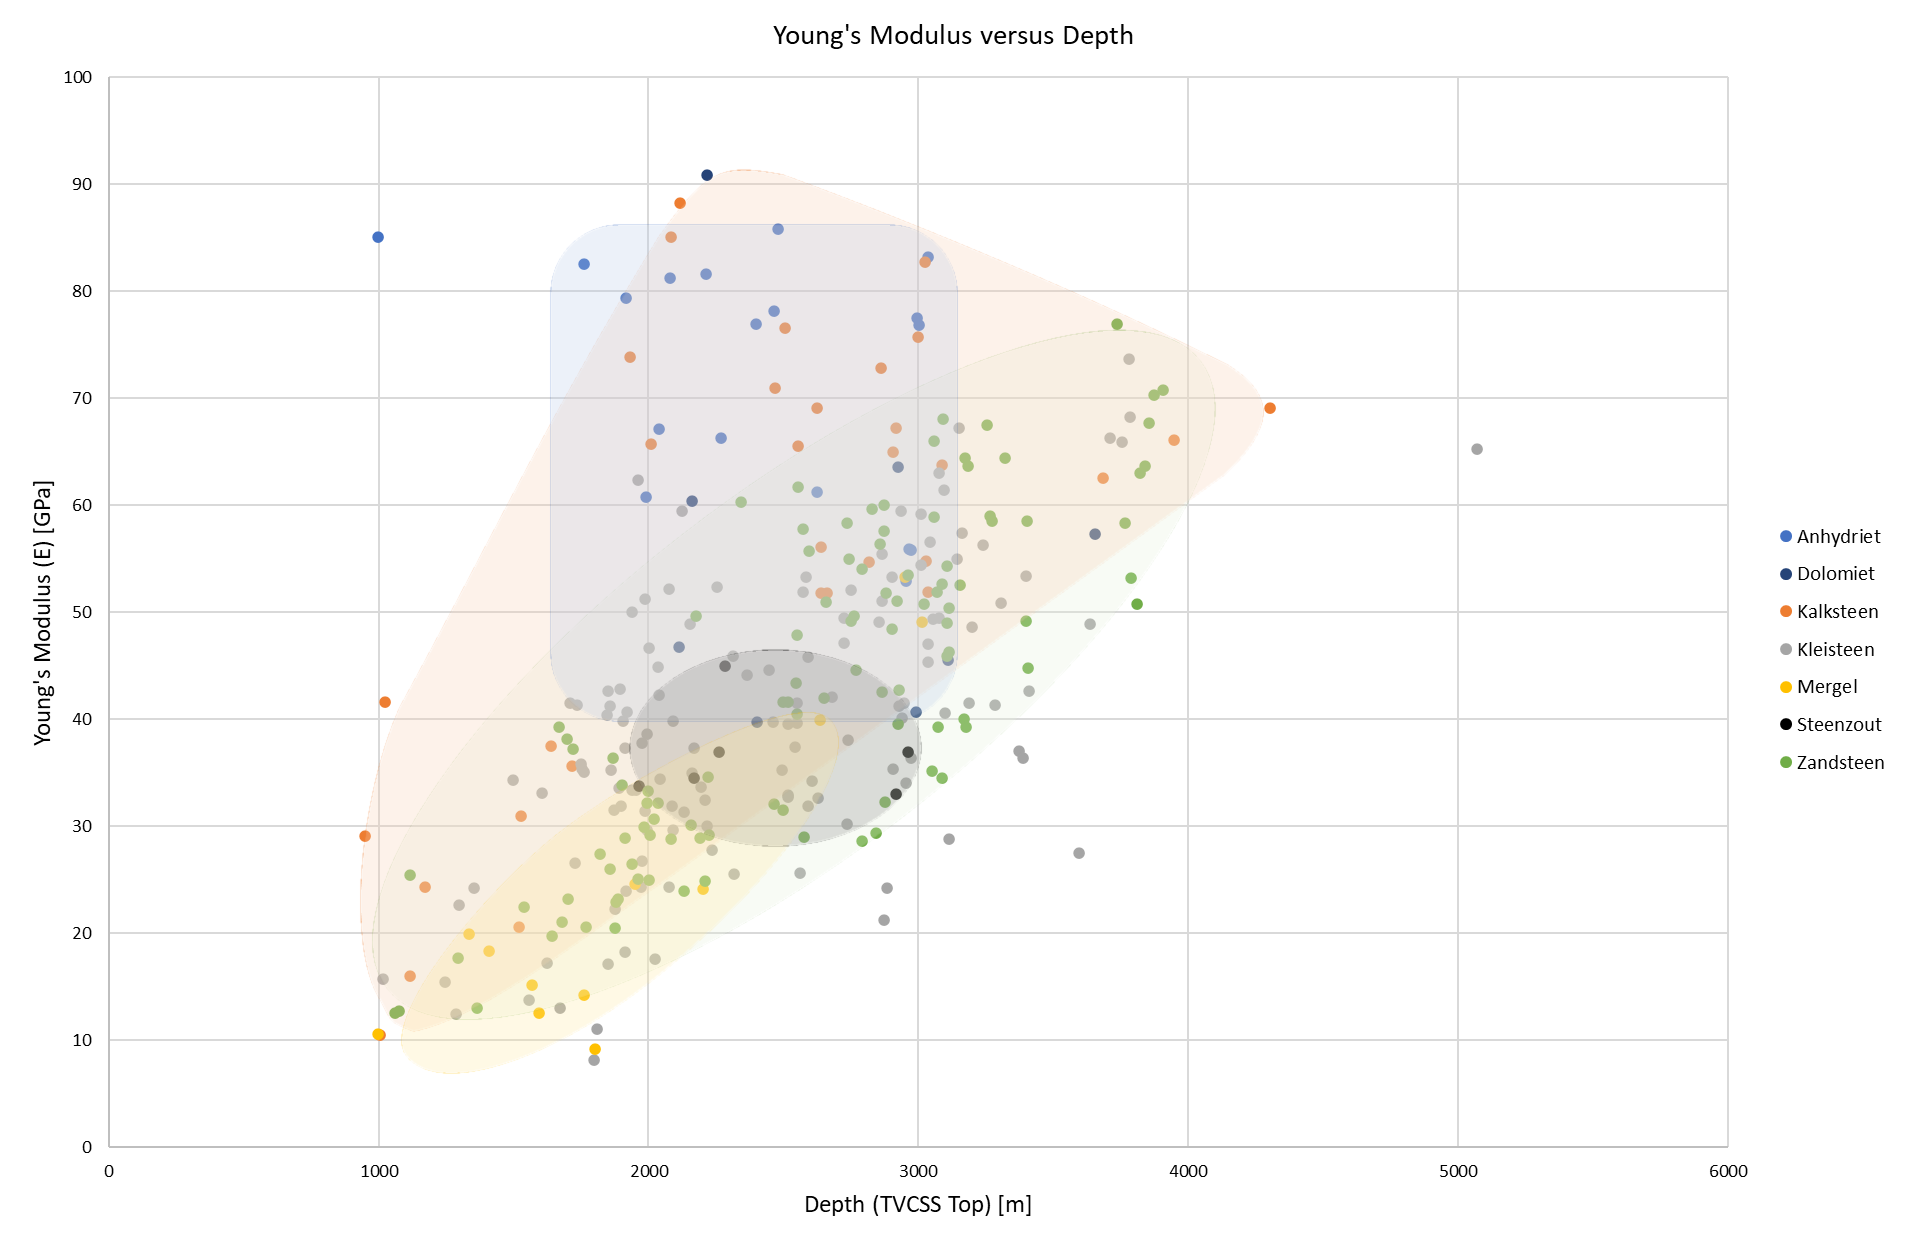 Young's Modulus versus Depth
100
90
80
70
60
50
40
30
20
10
0
Young's Modulus (E) [GPa]
0 1000 2000 3000 4000 5000 6000
Depth (TVCSS Top) [m]
Anhydriet
Dolomiet
Kalksteen
Kleisteen
Mergel
Steenzout
Zandsteen